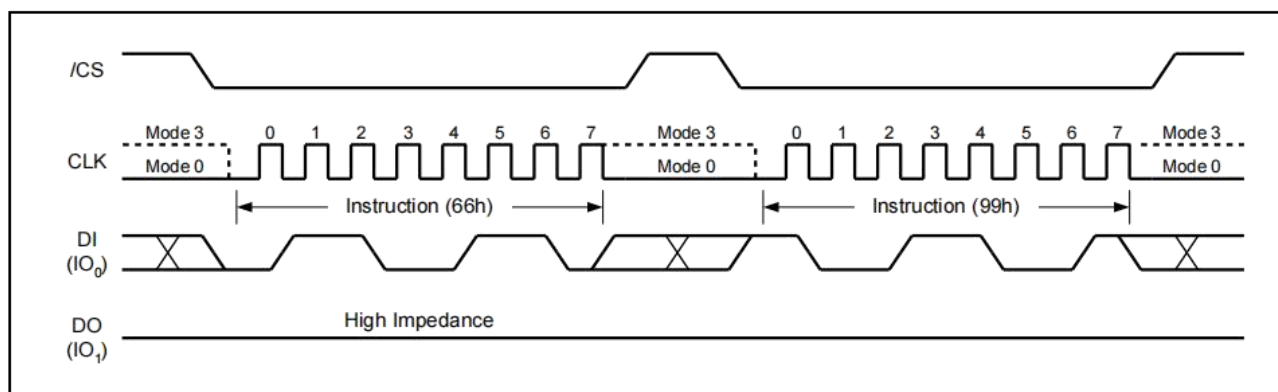 /CS
Mode 3 0 1 2 3 4 5 6 7 Mode 3 0 1 2 3 4 5 6 7 Mode 3
CLK
Mode 0 Mode 0 Mode 0
Instruction (66h) Instruction (99h)
DI
(IO₀)
High Impedance
DO
(IO₁)